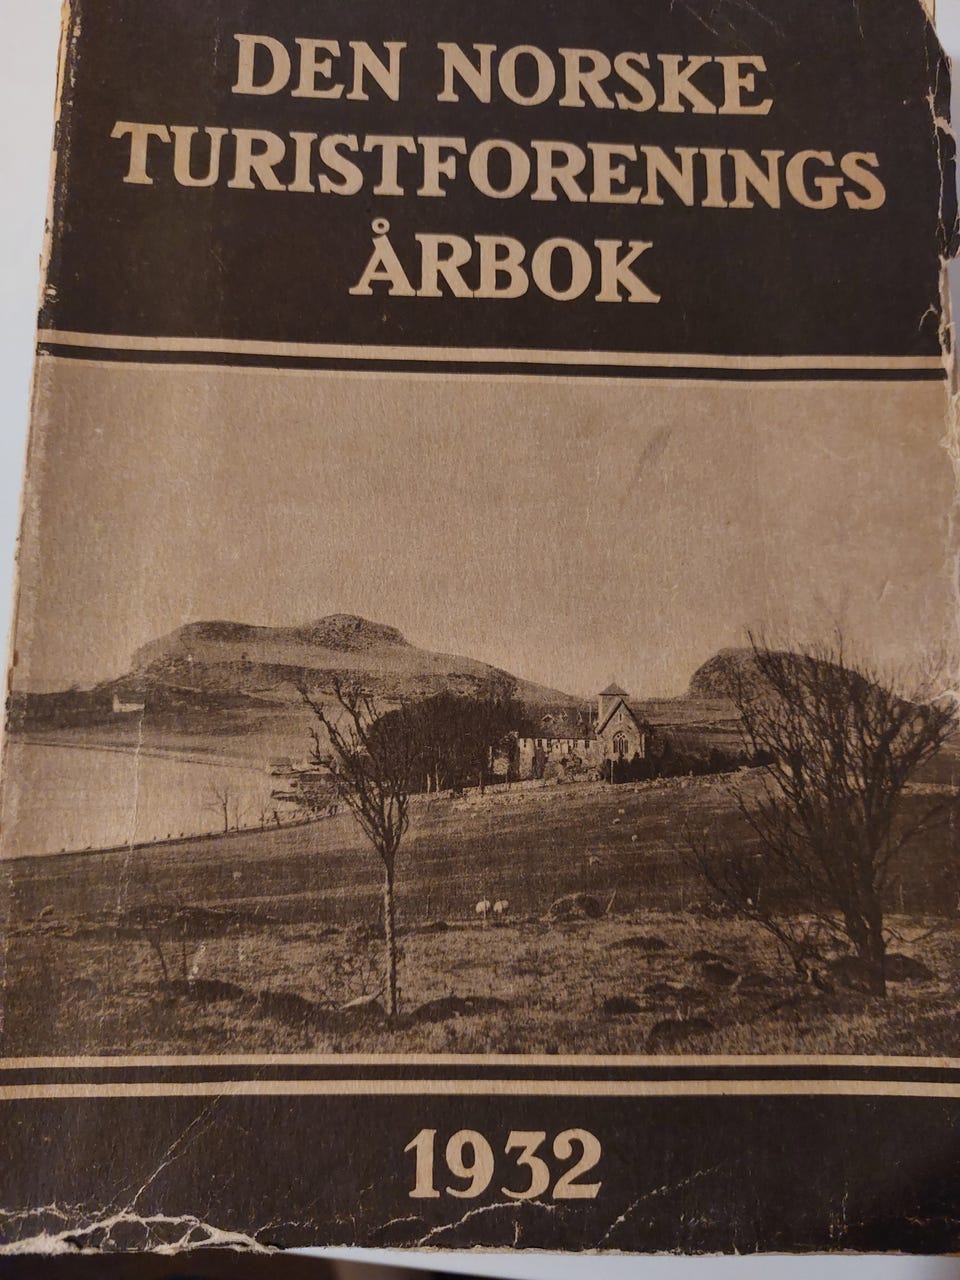 DEN NORSKE
TURISTFORENINGS
ÅRBOK
1932